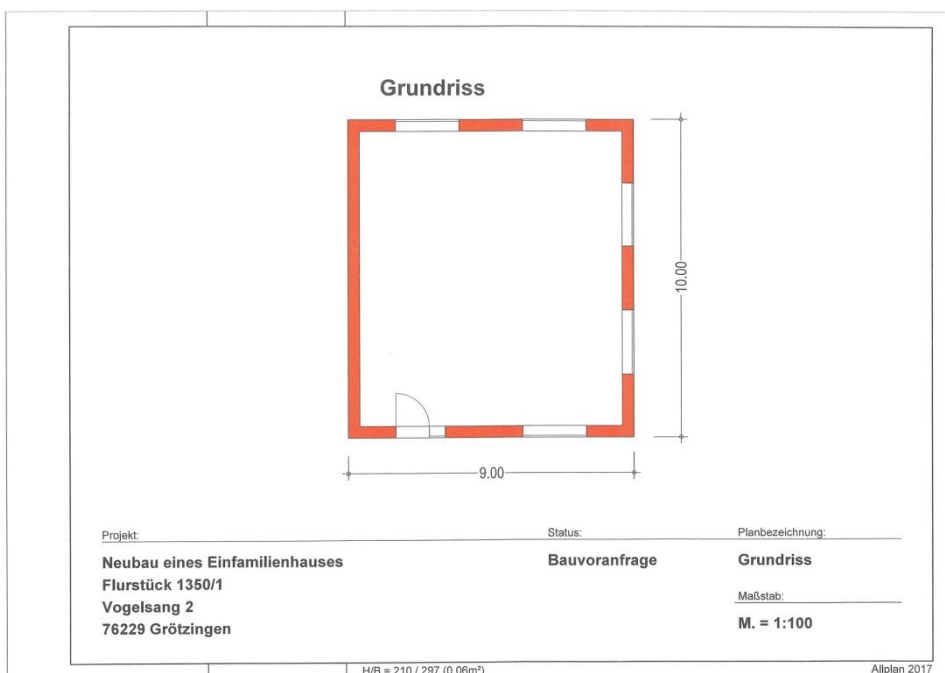 Grundriss
10.00
9.00
Projekt:
Neubau eines Einfamilienhauses
Flurstück 1350/1
Vogelsang 2
76229 Grötzingen
Status:
Bauvoranfrage
Planbezeichnung:
Grundriss
Maßstab:
M. = 1:100
H/B = 210 / 297 (0.06m²)
Allplan 2017